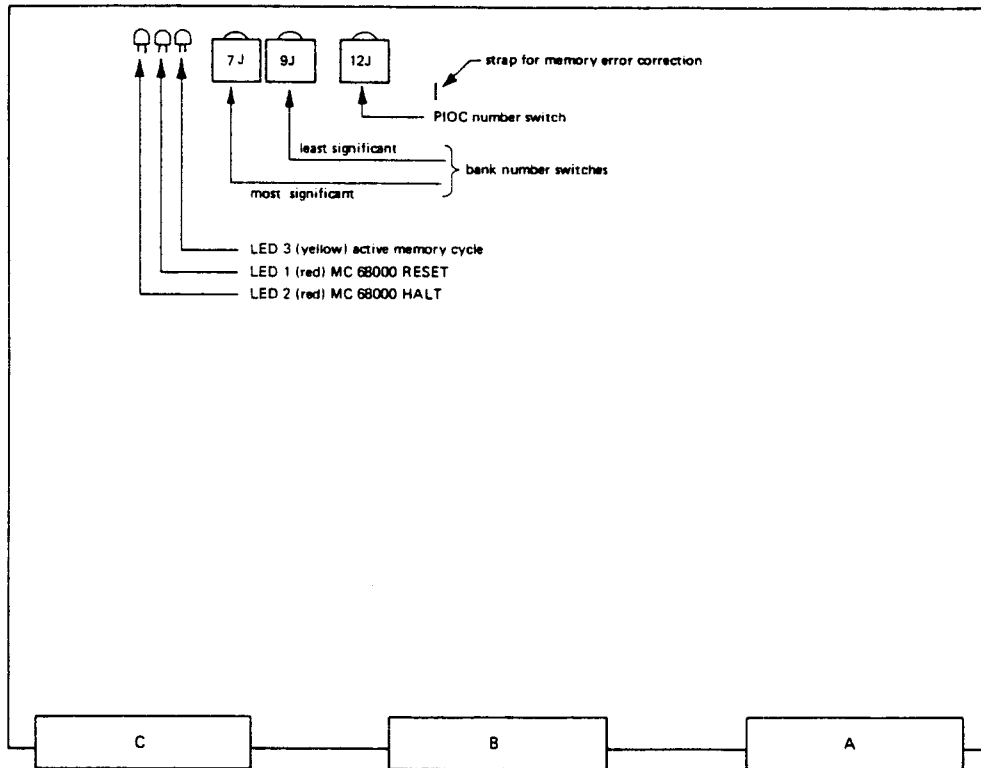 7J
9J
12J
strap for memory error correction
PIOC number switch
least significant
bank number switches
most significant
LED 3 (yellow) active memory cycle
LED 1 (red) MC 68000 RESET
LED 2 (red) MC 68000 HALT
C
B
A